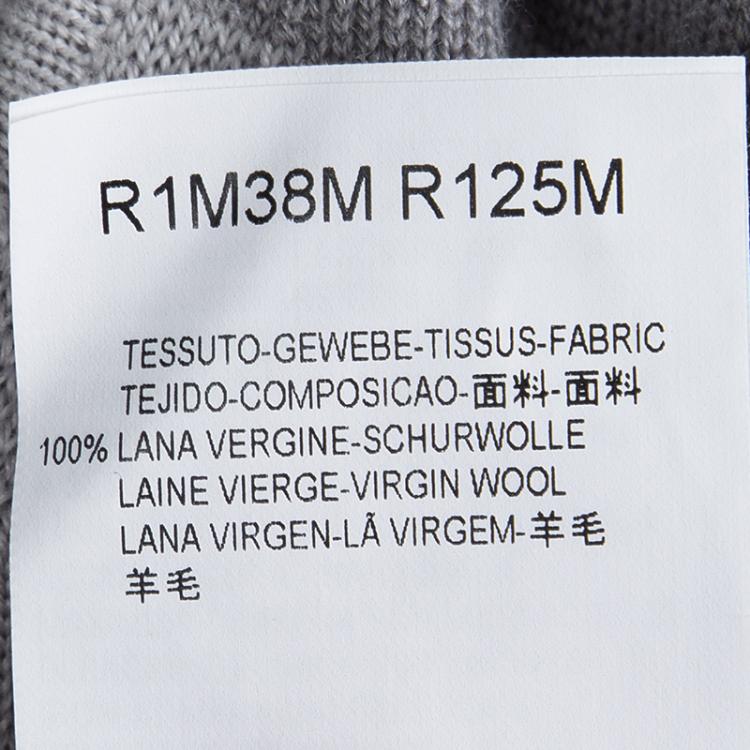 R1M38M R125M
TESSUTO-GEWEBE-TISSUS-FABRIC
TEJIDO-COMPOSICAO-面料-面料
100% LANA VERGINE-SCHURWOLLE
LAINE VIERGE-VIRGIN WOOL
LANA VIRGEN-LÃ VIRGEM-羊毛
羊毛